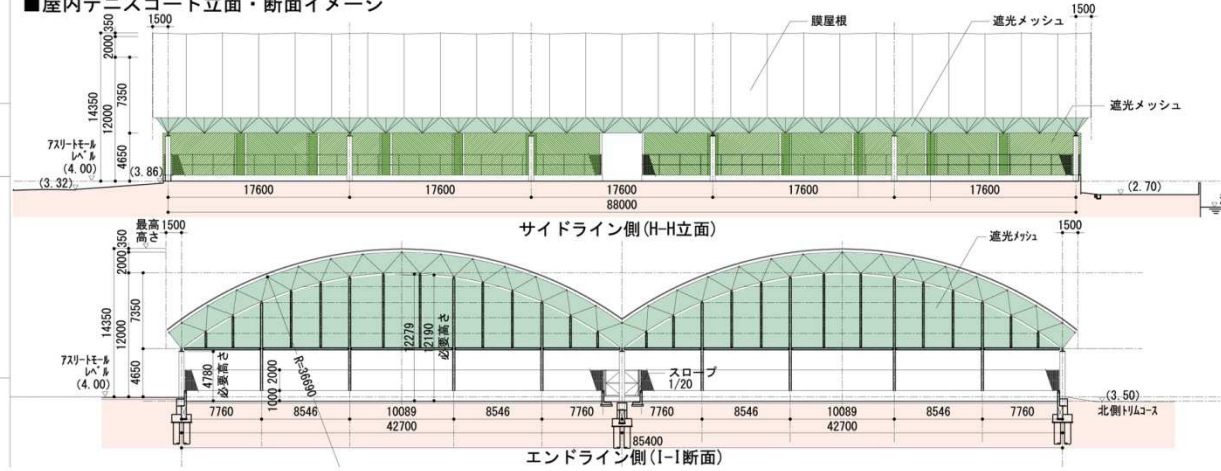 ■屋内テニスコート立面・断面イメージ
1500
1500
膜屋根
遮光メッシュ
遮光メッシュ
350
2000
7350
14350
12000
4650
アスリートモール
レベル
(4.00)
(3.86)
(3.32)
(2.70)
17600
17600
17600
17600
17600
88000
サイドライン側(H-H立面)
最高
高さ
1500
1500
遮光メッシュ
350
2000
7350
14350
12000
4650
アスリートモール
レベル
(4.00)
4780
必要高さ
1000 2000
R=36690
12279
12190
必要高さ
スロープ
1/20
(3.50)
北側トリムコース
7760
8546
10089
8546
7760
7760
8546
10089
8546
7760
42700
42700
85400
エンドライン側(I-I断面)